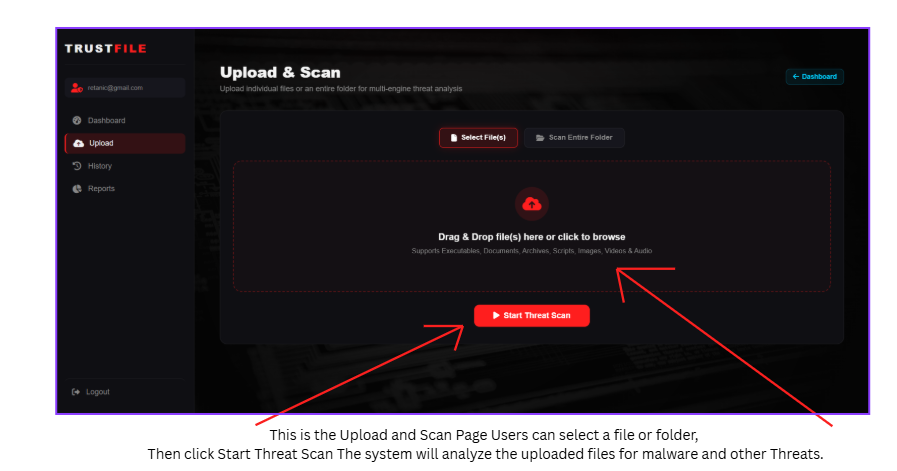 TRUSTFILE
retanic@gmail.com
Dashboard
Upload
History
Reports
Logout
Upload & Scan
Upload individual files or an entire folder for multi-engine threat analysis
← Dashboard
Select File(s)
Scan Entire Folder
Drag & Drop file(s) here or click to browse
Supports Executables, Documents, Archives, Scripts, Images, Videos & Audio
Start Threat Scan
This is the Upload and Scan Page Users can select a file or folder,
Then click Start Threat Scan The system will analyze the uploaded files for malware and other Threats.